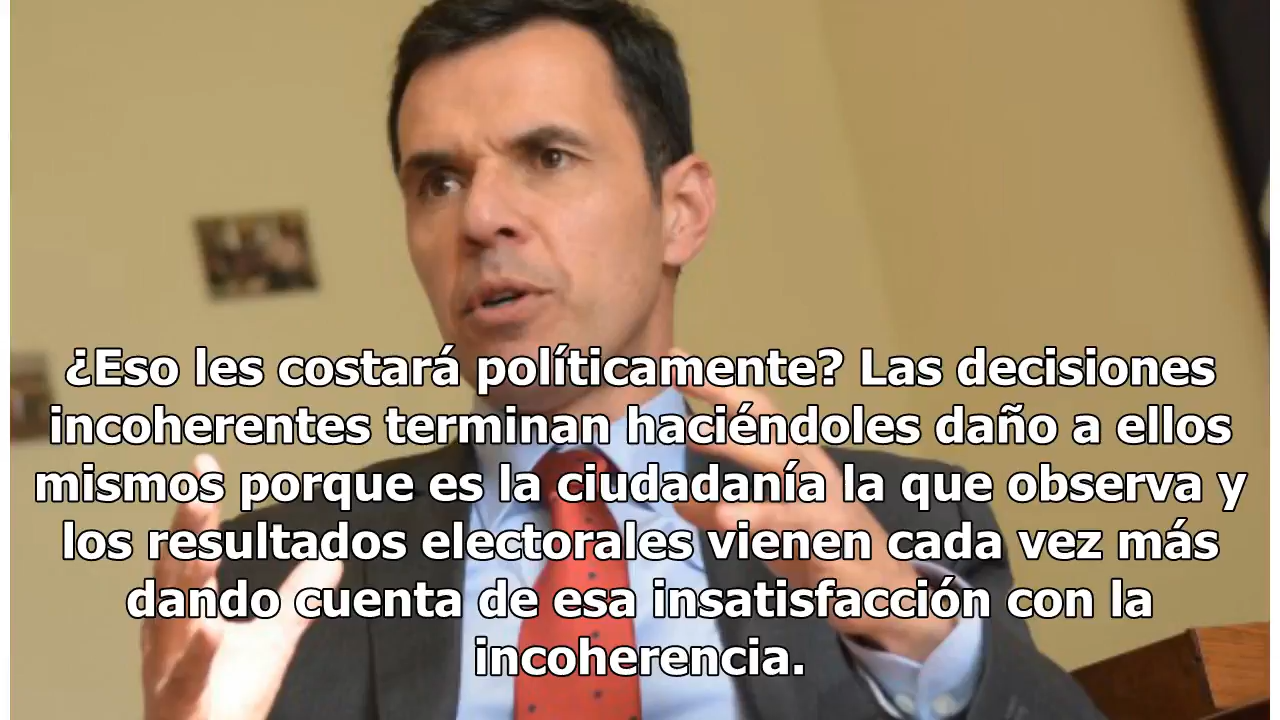 ¿Eso les costará políticamente? Las decisiones
incoherentes terminan haciéndoles daño a ellos
mismos porque es la ciudadanía la que observa y
los resultados electorales vienen cada vez más
dando cuenta de esa insatisfacción con la
incoherencia.